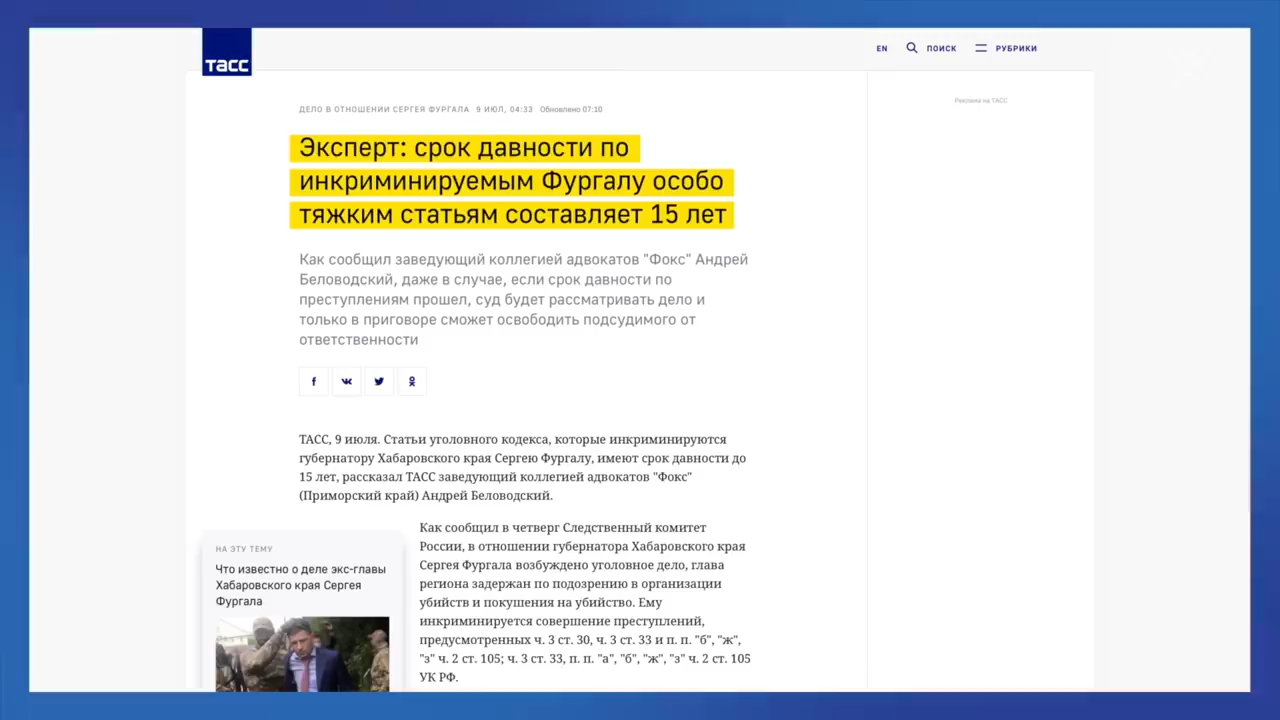 ТАСС
EN ПОИСК РУБРИКИ
ДЕЛО В ОТНОШЕНИИ СЕРГЕЯ ФУРГАЛА 9 ИЮЛ, 04:33 Обновлено 07:10
Реклама на ТАСС
Эксперт: срок давности по
инкриминируемым Фургалу особо
тяжким статьям составляет 15 лет
Как сообщил заведующий коллегией адвокатов "Фокс" Андрей
Беловодский, даже в случае, если срок давности по
преступлениям прошел, суд будет рассматривать дело и
только в приговоре сможет освободить подсудимого от
ответственности
ТАСС, 9 июля. Статьи уголовного кодекса, которые инкриминируются
губернатору Хабаровского края Сергею Фургалу, имеют срок давности до
15 лет, рассказал ТАСС заведующий коллегией адвокатов "Фокс"
(Приморский край) Андрей Беловодский.
Как сообщил в четверг Следственный комитет
России, в отношении губернатора Хабаровского края
Сергея Фургала возбуждено уголовное дело, глава
региона задержан по подозрению в организации
убийств и покушения на убийство. Ему
инкриминируется совершение преступлений,
предусмотренных ч. 3 ст. 30, ч. 3 ст. 33 и п. п. "б", "ж",
"з" ч. 2 ст. 105; ч. 3 ст. 33, п. п. "а", "б", "ж", "з" ч. 2 ст. 105
УК РФ.
НА ЭТУ ТЕМУ
Что известно о деле экс-главы
Хабаровского края Сергея
Фургала